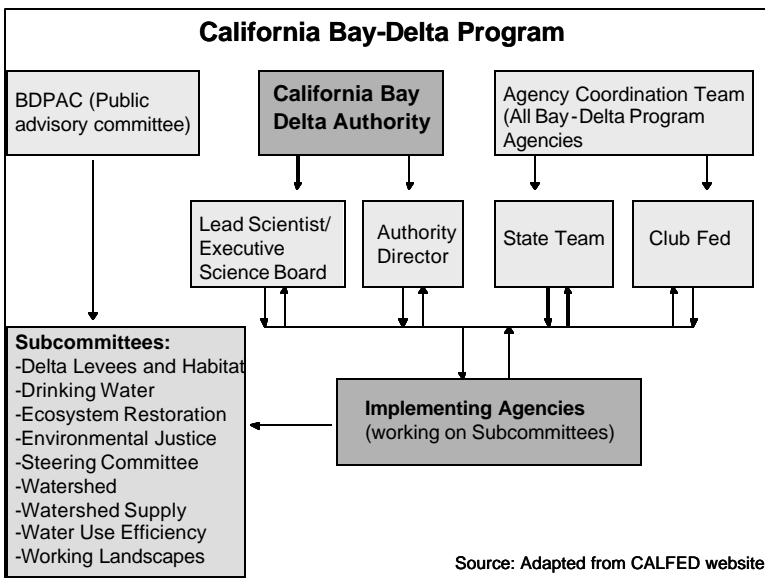 California Bay-Delta Program
BDPAC (Public
advisory committee)
California Bay
Delta Authority
Agency Coordination Team
(All Bay-Delta Program
Agencies
Lead Scientist/
Executive
Science Board
Authority
Director
State Team
Club Fed
Subcommittees:
-Delta Levees and Habitat
-Drinking Water
-Ecosystem Restoration
-Environmental Justice
-Steering Committee
-Watershed
-Watershed Supply
-Water Use Efficiency
-Working Landscapes
Implementing Agencies
(working on Subcommittees)
Source: Adapted from CALFED website